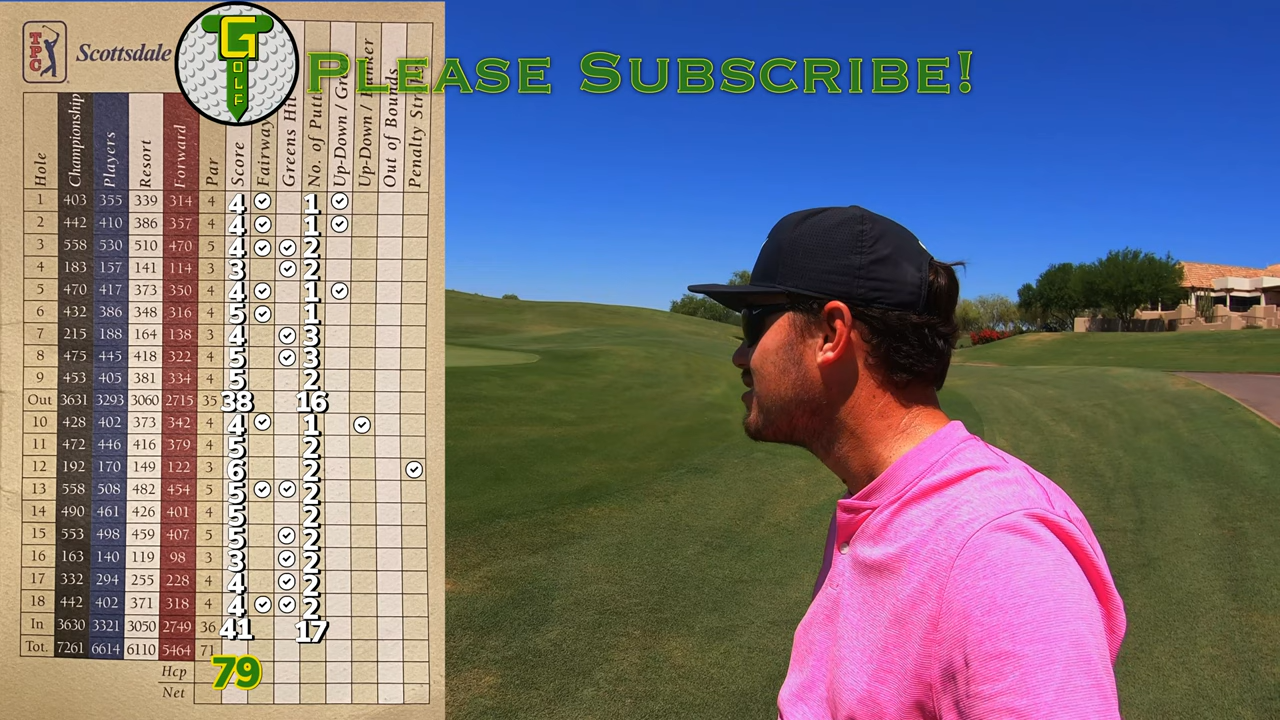 TPC
Scottsdale
G
OLF
PLEASE SUBSCRIBE!
Hole Championship Players Resort Forward Par Score Fairway Greens Hit No. of Putt Up-Down / Up-Down / Out of Bounds Penalty
1 403 355 339 314 4 4 1
2 442 410 386 357 4 4 1
3 558 530 510 470 5 4 2
4 183 157 141 114 3 3 2
5 470 417 373 350 4 4 1
6 432 386 348 316 4 5 1
7 215 188 164 138 3 4 3
8 475 445 418 322 4 5 3
9 453 405 381 334 4 5 2
Out 3631 3293 3060 2715 35 38 16
10 428 402 373 342 4 4 1
11 472 446 416 379 4 5 2
12 192 170 149 122 3 6 2
13 558 508 482 454 5 5 2
14 490 461 426 401 4 5 2
15 553 498 459 407 5 5 2
16 163 140 119 98 3 3 2
17 332 294 255 228 4 4 2
18 442 402 371 318 4 4 2
In 3630 3321 3050 2749 36 41 17
Tot. 7261 6614 6110 5464 71
Hcp 79
Net